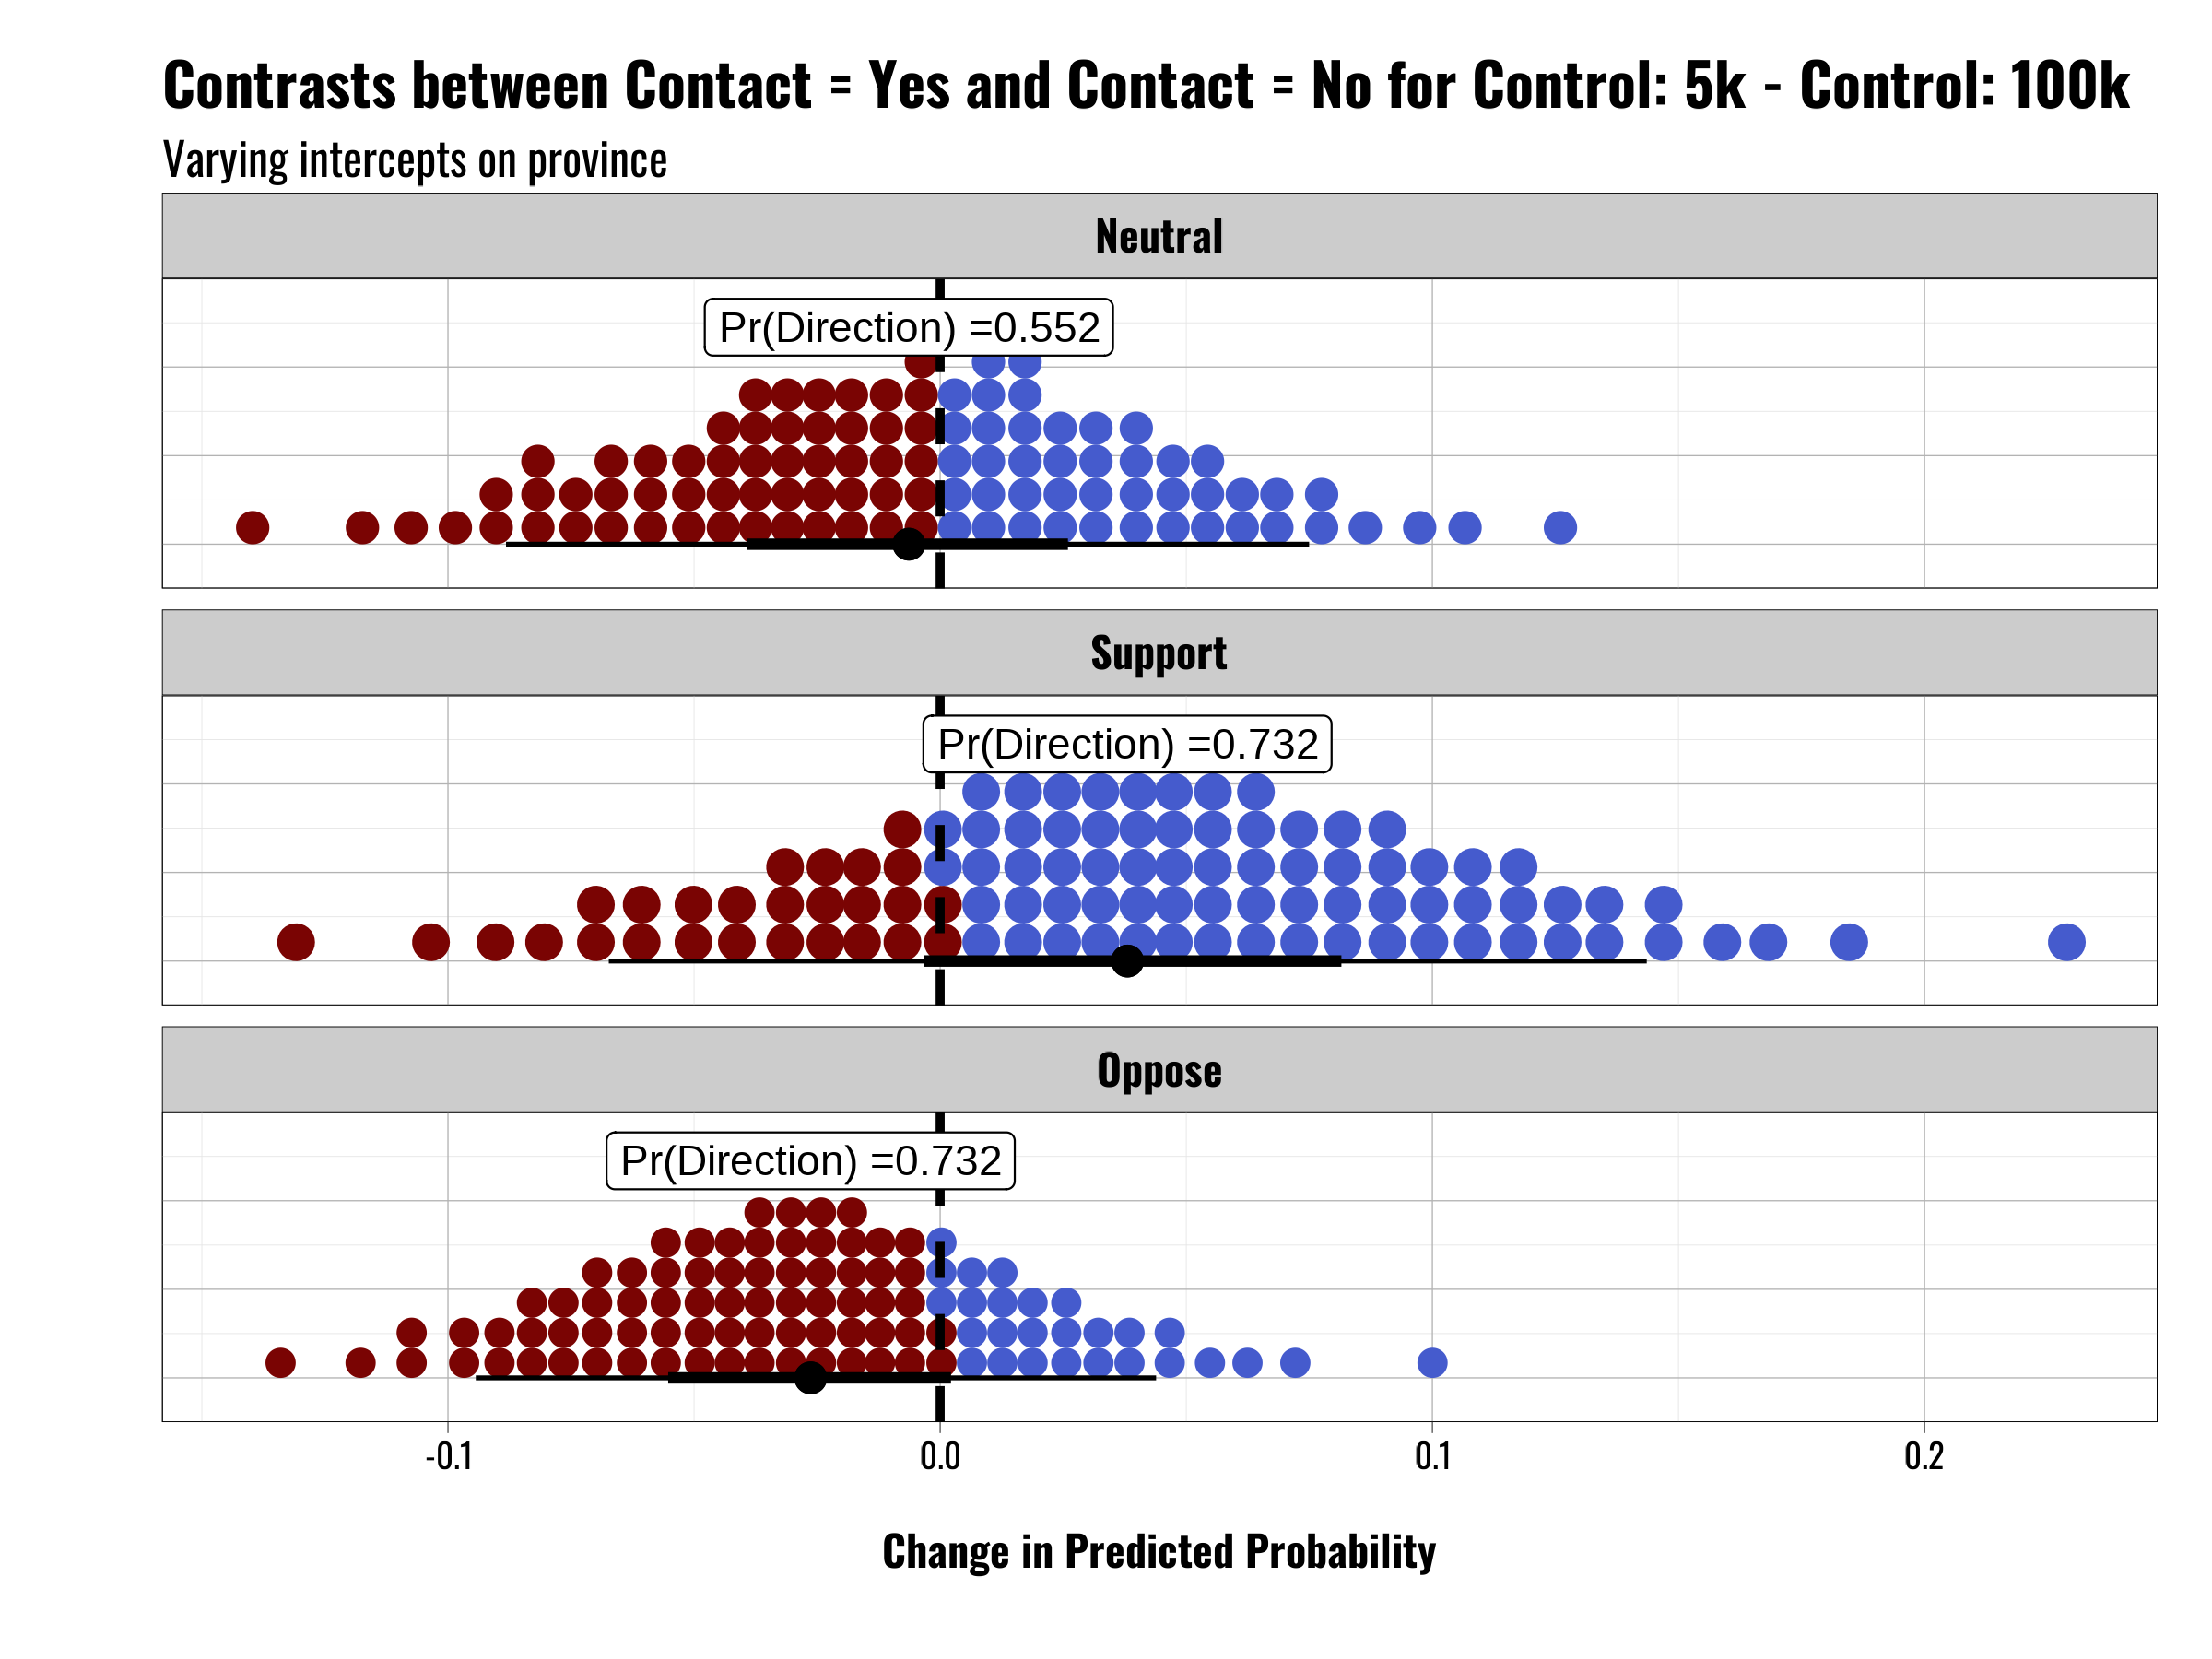 Contrasts between Contact = Yes and Contact = No for Control: 5k - Control: 100k
Varying intercepts on province
Neutral
Pr(Direction) =0.552
Support
Pr(Direction) =0.732
Oppose
Pr(Direction) =0.732
-0.1 0.0 0.1 0.2
Change in Predicted Probability